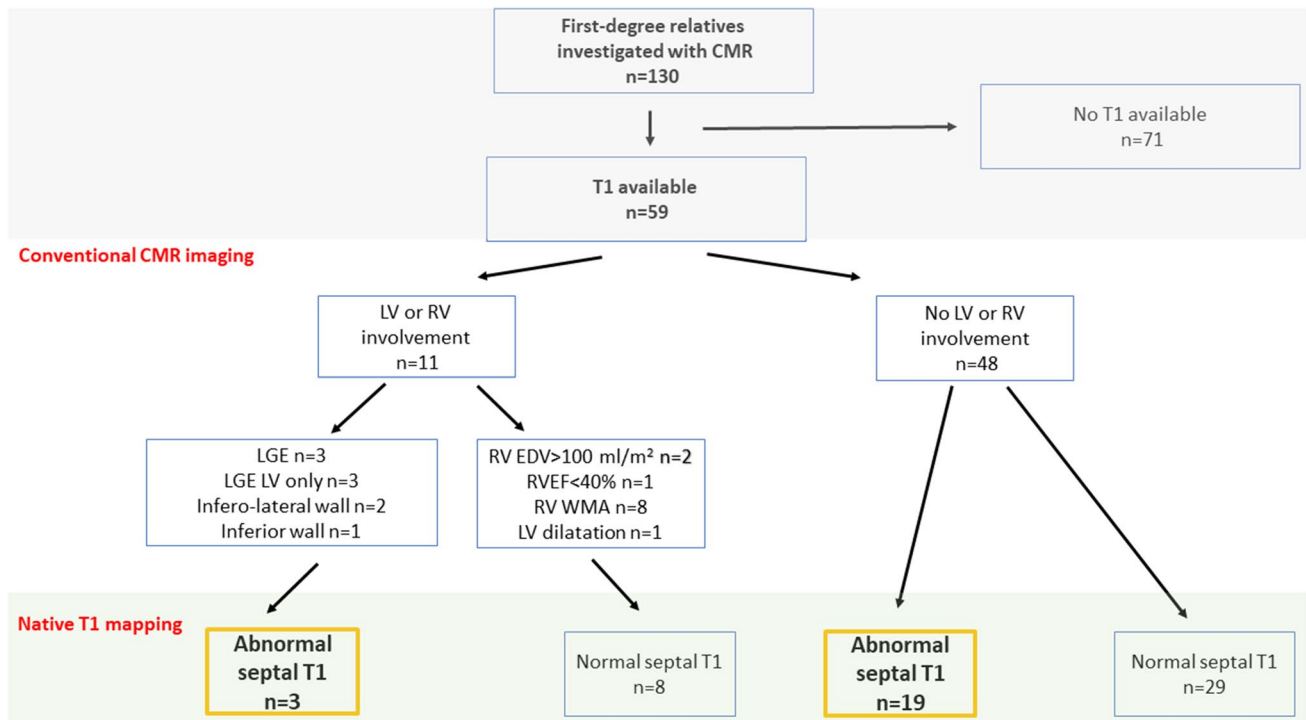 First-degree relatives
investigated with CMR
n=130
No T1 available
n=71
T1 available
n=59
Conventional CMR imaging
LV or RV
involvement
n=11
No LV or RV
involvement
n=48
LGE n=3
LGE LV only n=3
Infero-lateral wall n=2
Inferior wall n=1
RV EDV>100 ml/m² n=2
RVEF<40% n=1
RV WMA n=8
LV dilatation n=1
Native T1 mapping
Abnormal
septal T1
n=3
Normal septal T1
n=8
Abnormal
septal T1
n=19
Normal septal T1
n=29